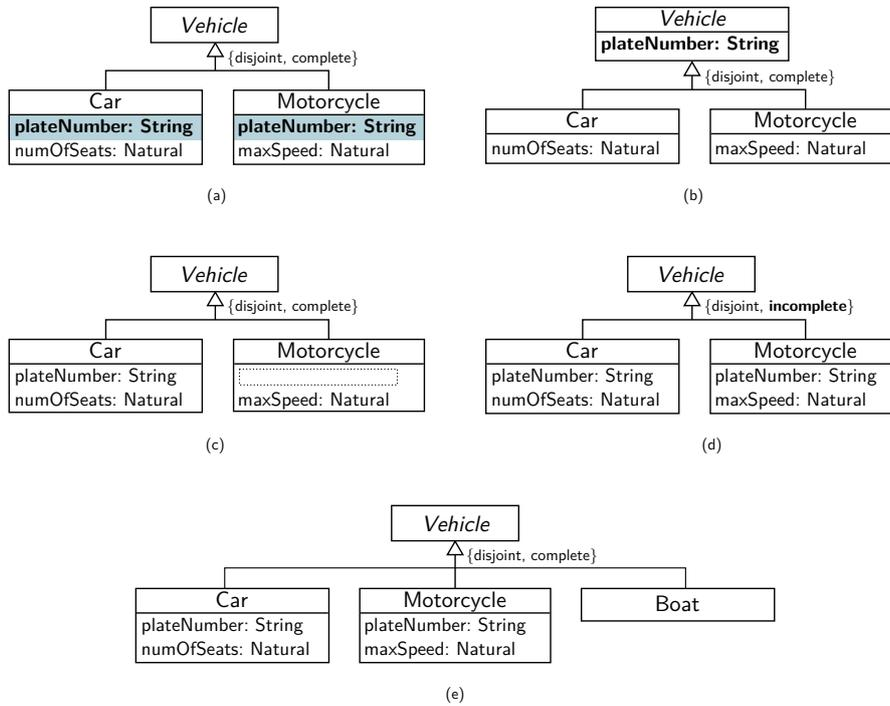 Vehicle
{disjoint, complete}
Car
plateNumber: String
numOfSeats: Natural
Motorcycle
plateNumber: String
maxSpeed: Natural
(a)
Vehicle
plateNumber: String
{disjoint, complete}
Car
numOfSeats: Natural
Motorcycle
maxSpeed: Natural
(b)
Vehicle
{disjoint, complete}
Car
plateNumber: String
numOfSeats: Natural
Motorcycle
maxSpeed: Natural
(c)
Vehicle
{disjoint, incomplete}
Car
plateNumber: String
numOfSeats: Natural
Motorcycle
plateNumber: String
maxSpeed: Natural
(d)
Vehicle
{disjoint, complete}
Car
plateNumber: String
numOfSeats: Natural
Motorcycle
plateNumber: String
maxSpeed: Natural
Boat
(e)